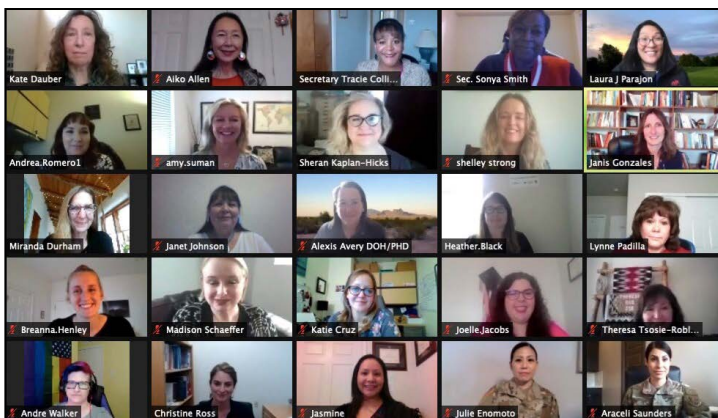 Kate Dauber
Aiko Allen
Secretary Tracie Colli...
Sec. Sonya Smith
Laura J Parajon
Andrea.Romero1
amy.suman
Sheran Kaplan-Hicks
shelley strong
Janis Gonzales
Miranda Durham
Janet Johnson
Alexis Avery DOH/PHD
Heather.Black
Lynne Padilla
Breanna.Henley
Madison Schaeffer
Katie Cruz
Joelle.Jacobs
Theresa Tsosie-Robl...
Andre Walker
Christine Ross
Jasmine
Julie Enomoto
Araceli Saunders